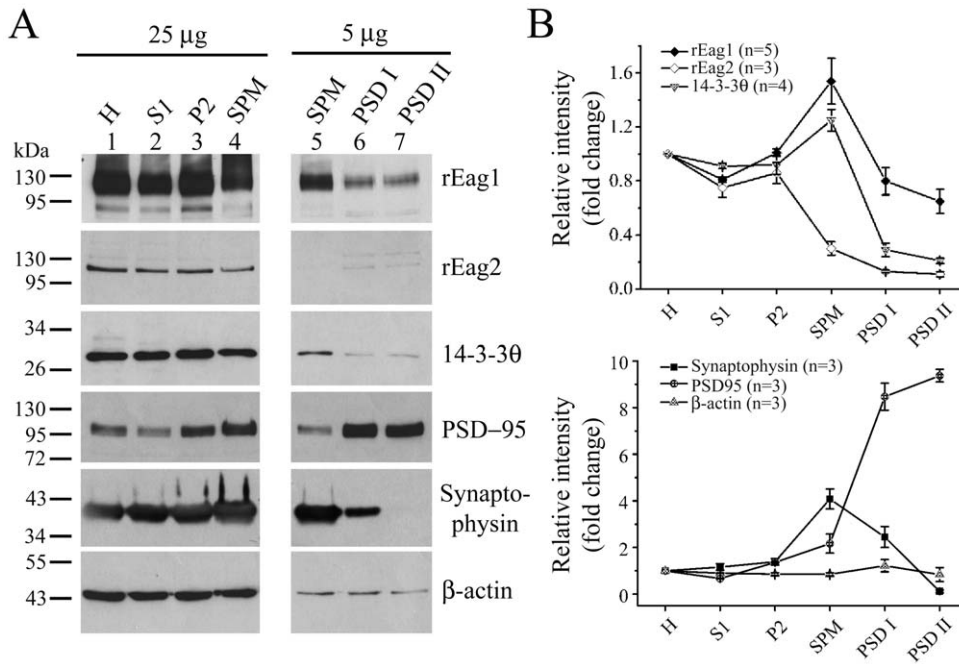 A
25 μg
5 μg
H S1 P2 SPM SPM PSD I PSD II
1 2 3 4 5 6 7
kDa
130
95
rEag1
130
95
rEag2
34
26
14-3-3θ
130
95
72
PSD–95
43
34
Synapto-
physin
55
43
β-actin
B
rEag1 (n=5)
rEag2 (n=3)
14-3-3θ (n=4)
1.6
1.2
0.8
0.4
0.0
Relative intensity
(fold change)
H S1 P2 SPM PSD I PSD II
Synaptophysin (n=3)
PSD95 (n=3)
β-actin (n=3)
10
8
6
4
2
0
Relative intensity
(fold change)
H S1 P2 SPM PSD I PSD II